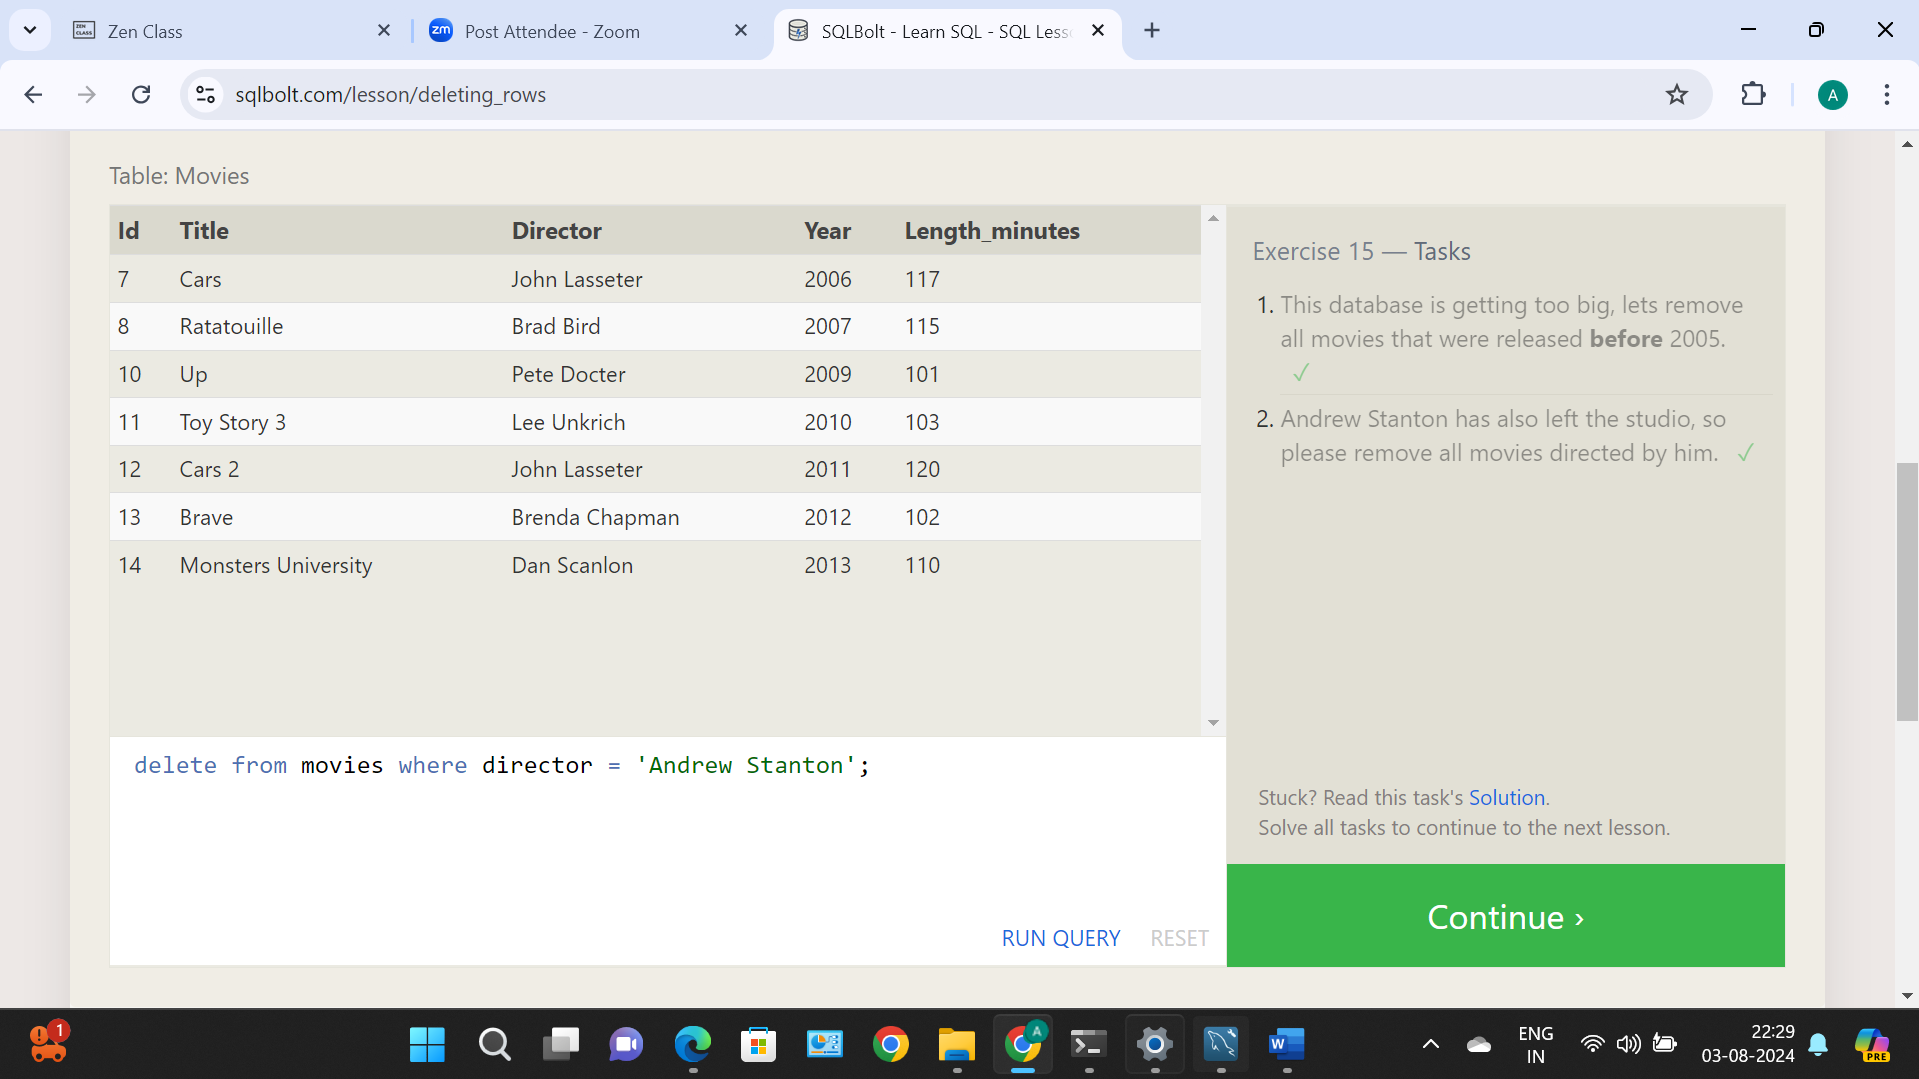 Zen Class
Post Attendee - Zoom
SQLBolt - Learn SQL - SQL Less
sqlbolt.com/lesson/deleting_rows
A
Table: Movies
Id Title Director Year Length_minutes
7 Cars John Lasseter 2006 117
8 Ratatouille Brad Bird 2007 115
10 Up Pete Docter 2009 101
11 Toy Story 3 Lee Unkrich 2010 103
12 Cars 2 John Lasseter 2011 120
13 Brave Brenda Chapman 2012 102
14 Monsters University Dan Scanlon 2013 110
delete from movies where director = 'Andrew Stanton';
RUN QUERY RESET
Exercise 15 — Tasks
1. This database is getting too big, lets remove
all movies that were released before 2005.
✓
2. Andrew Stanton has also left the studio, so
please remove all movies directed by him. ✓
Stuck? Read this task's Solution.
Solve all tasks to continue to the next lesson.
Continue ›
1
A
W
ENG
IN
22:29
03-08-2024
PRE